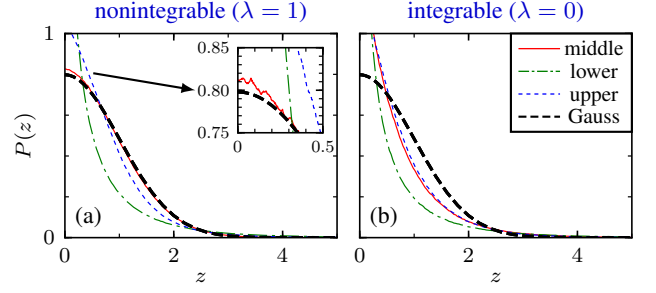 nonintegrable (λ = 1)
integrable (λ = 0)
1
P(z)
0
0.85
0.80
0.75
0
0.5
(a)
0
2
4
z
middle
lower
upper
Gauss
(b)
0
2
4
z